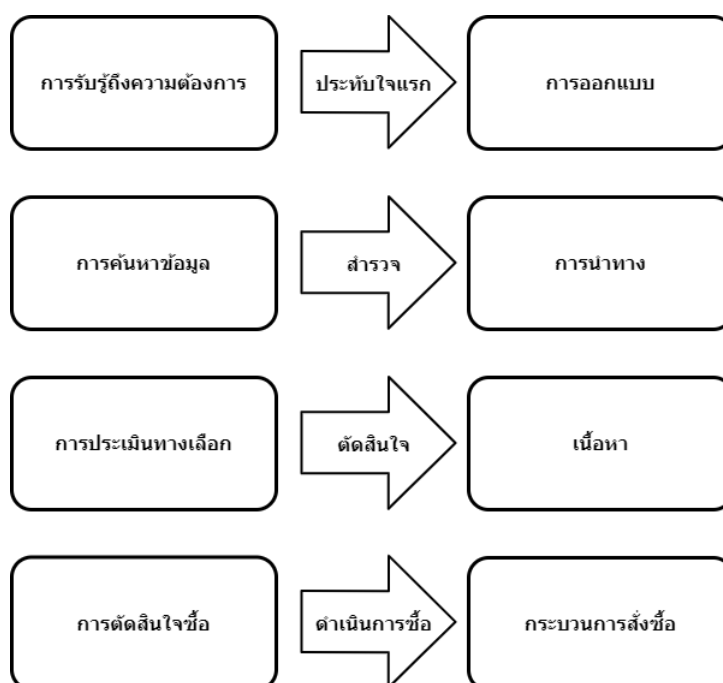 การรับรู้ถึงความต้องการ ประทับใจแรก การออกแบบ
การค้นหาข้อมูล สำรวจ การนำทาง
การประเมินทางเลือก ตัดสินใจ เนื้อหา
การตัดสินใจซื้อ ดำเนินการซื้อ กระบวนการสั่งซื้อ